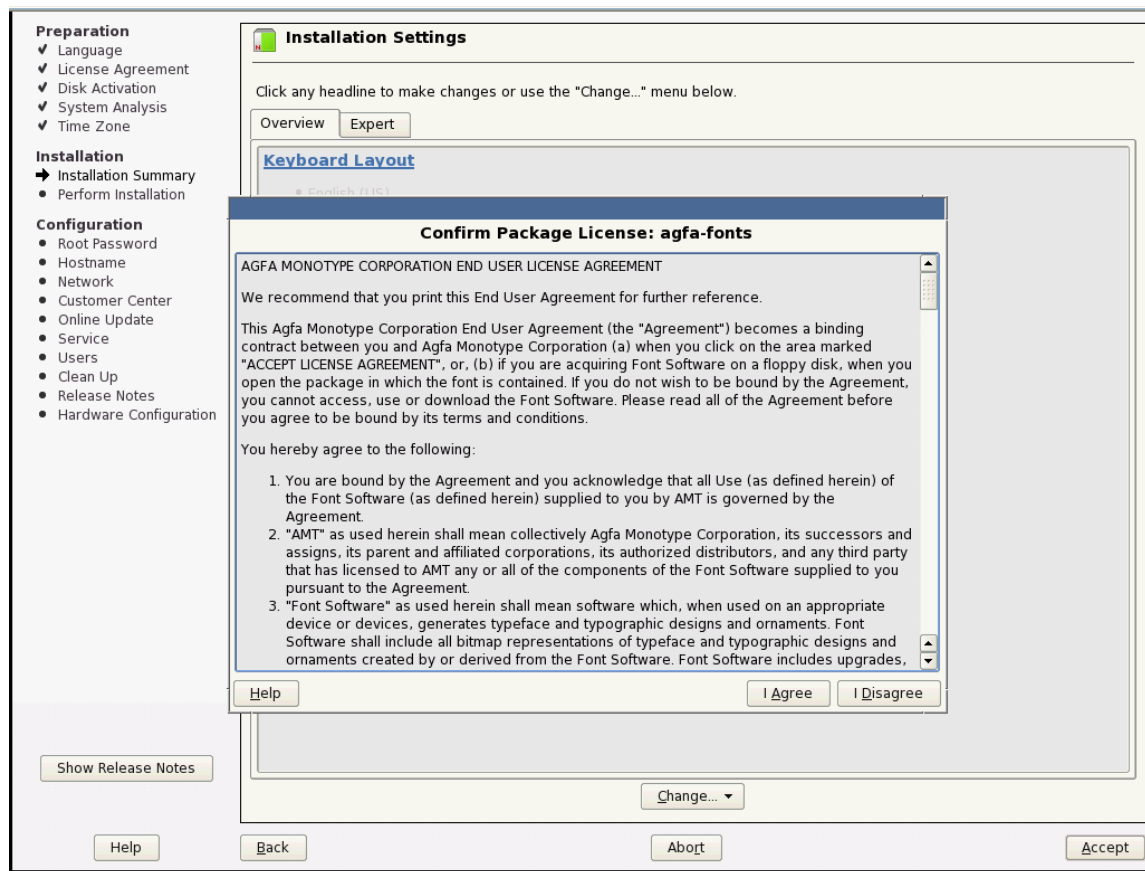 Preparation
Language
License Agreement
Disk Activation
System Analysis
Time Zone
Installation
Installation Summary
Perform Installation
Configuration
Root Password
Hostname
Network
Customer Center
Online Update
Service
Users
Clean Up
Release Notes
Hardware Configuration
Show Release Notes
Help
Installation Settings
Click any headline to make changes or use the "Change..." menu below.
Overview
Expert
Keyboard Layout
English (US)
Confirm Package License: agfa-fonts
AGFA MONOTYPE CORPORATION END USER LICENSE AGREEMENT
We recommend that you print this End User Agreement for further reference.
This Agfa Monotype Corporation End User Agreement (the "Agreement") becomes a binding
contract between you and Agfa Monotype Corporation (a) when you click on the area marked
"ACCEPT LICENSE AGREEMENT", or, (b) if you are acquiring Font Software on a floppy disk, when you
open the package in which the font is contained. If you do not wish to be bound by the Agreement,
you cannot access, use or download the Font Software. Please read all of the Agreement before
you agree to be bound by its terms and conditions.
You hereby agree to the following:
1. You are bound by the Agreement and you acknowledge that all Use (as defined herein) of
the Font Software (as defined herein) supplied to you by AMT is governed by the
Agreement.
2. "AMT" as used herein shall mean collectively Agfa Monotype Corporation, its successors and
assigns, its parent and affiliated corporations, its authorized distributors, and any third party
that has licensed to AMT any or all of the components of the Font Software supplied to you
pursuant to the Agreement.
3. "Font Software" as used herein shall mean software which, when used on an appropriate
device or devices, generates typeface and typographic designs and ornaments. Font
Software shall include all bitmap representations of typeface and typographic designs and
ornaments created by or derived from the Font Software. Font Software includes upgrades,
Help
I Agree
I Disagree
Change...
Back
Abort
Accept